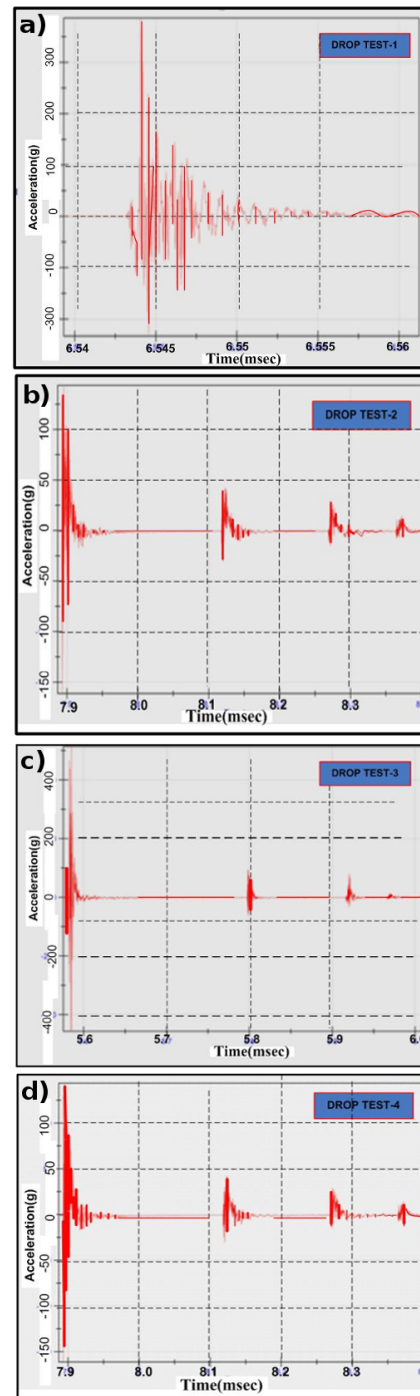 a)
DROP TEST-1
Acceleration(g)
300
200
100
0
-100
-300
6.54 6.545 6.55 6.555 6.56
Time(msec)
b)
DROP TEST-2
Acceleration(g)
100
50
0
-50
-100
-150
7.9 8.0 8.1 8.2 8.3
Time(msec)
c)
DROP TEST-3
Acceleration(g)
400
200
0
-200
-400
5.6 5.7 5.8 5.9 6.0
Time(msec)
d)
DROP TEST-4
Acceleration(g)
100
50
0
-50
-100
-150
7.9 8.0 8.1 8.2 8.3
Time(msec)